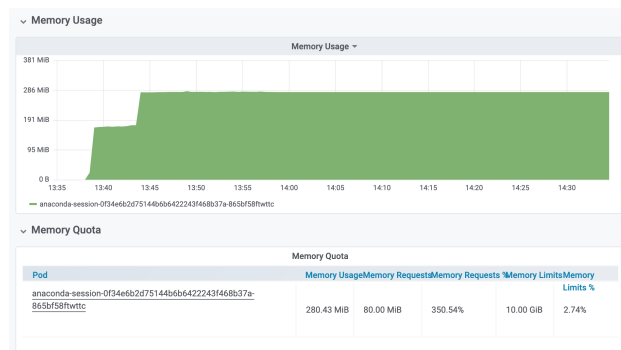 Memory Usage
Memory Usage
381 MiB
286 MiB
191 MiB
95 MiB
0 B
13:35 13:40 13:45 13:50 13:55 14:00 14:05 14:10 14:15 14:20 14:25 14:30
anaconda-session-0f34e6b2d75144b6b6422243f468b37a-865bf58ftwttc
Memory Quota
Memory Quota
Pod Memory Usage Memory Requests Memory Requests % Memory Limits Memory
Limits %
anaconda-session-0f34e6b2d75144b6b6422243f468b37a-
865bf58ftwttc
280.43 MiB 80.00 MiB 350.54% 10.00 GiB 2.74%